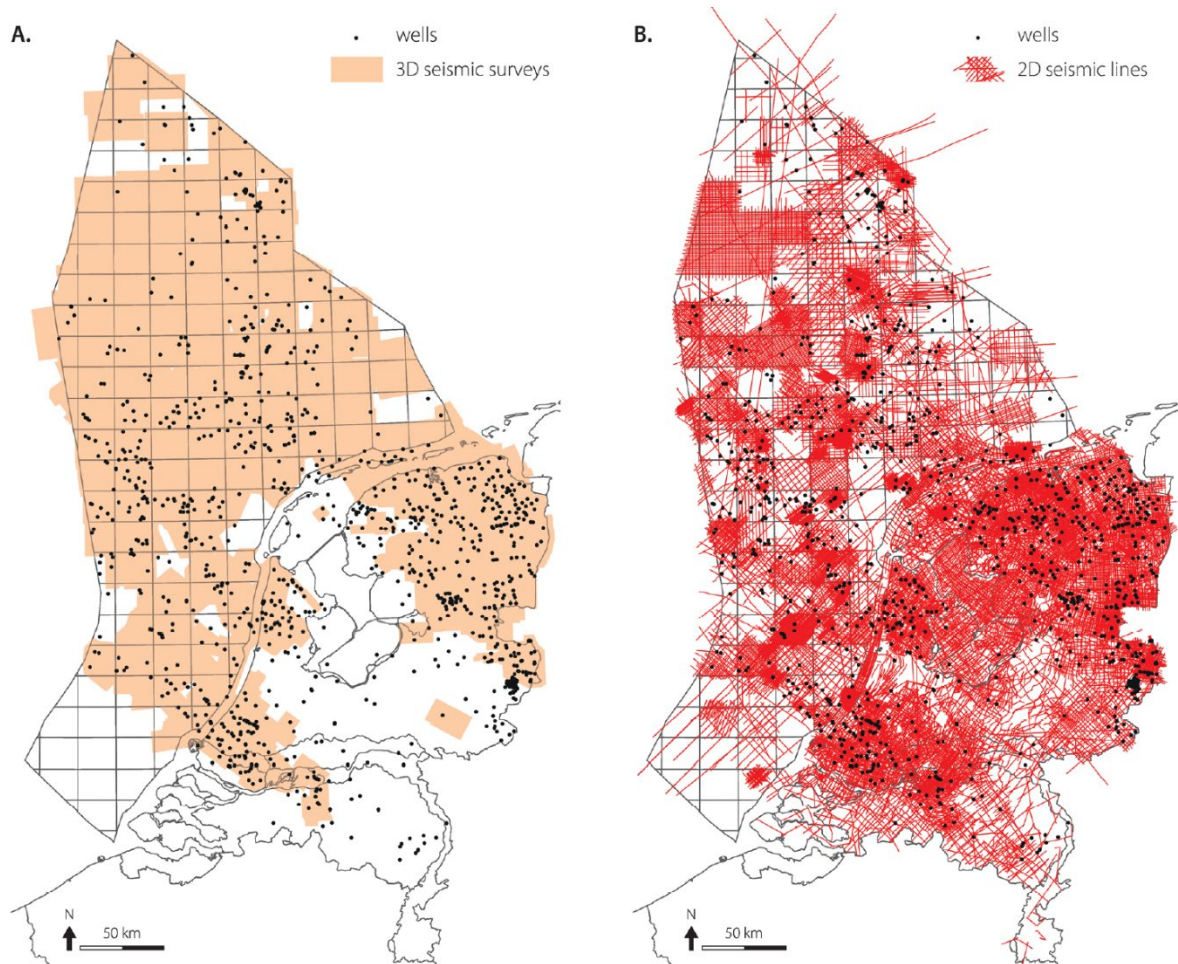 A.
wells
3D seismic surveys
N
50 km
B.
wells
2D seismic lines
N
50 km